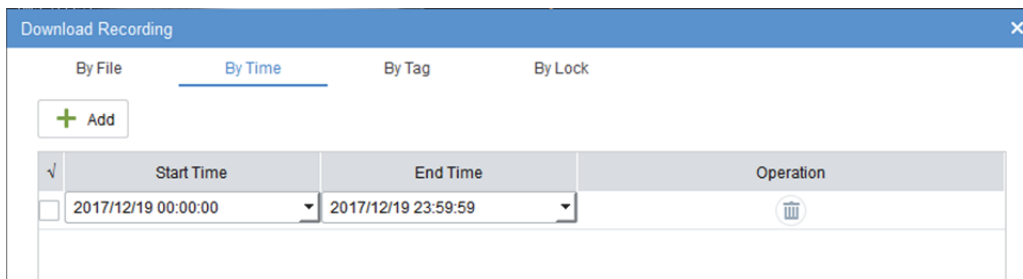 Download Recording
By File By Time By Tag By Lock
Add
√ Start Time End Time Operation
2017/12/19 00:00:00 2017/12/19 23:59:59